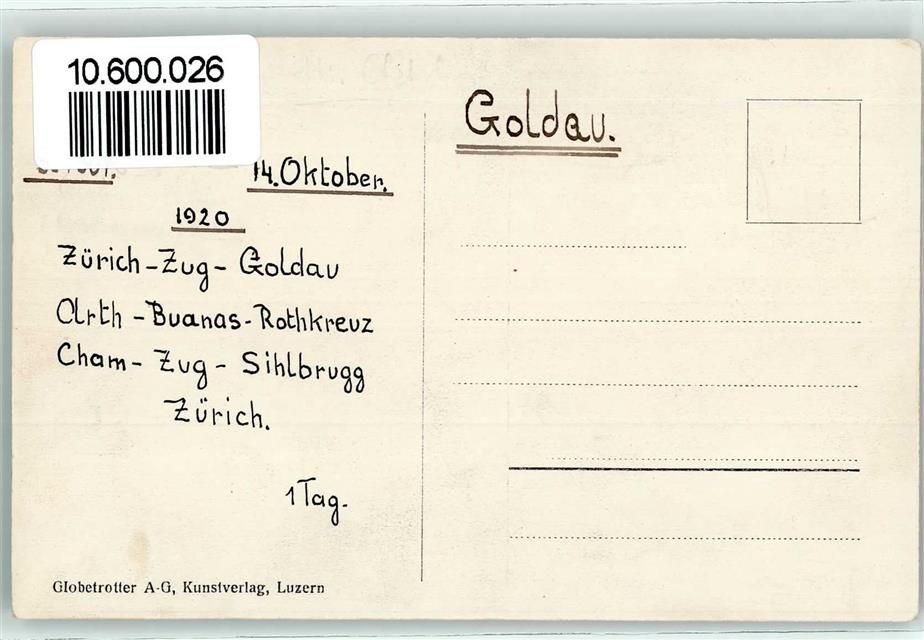 10.600.026
Goldau.
14. Oktober.
1920
Zürich - Zug - Goldau
Arth - Buanas - Rothkreuz
Cham - Zug - Sihlbrugg
Zürich.
1 Tag.
Globetrotter A-G, Kunstverlag, Luzern